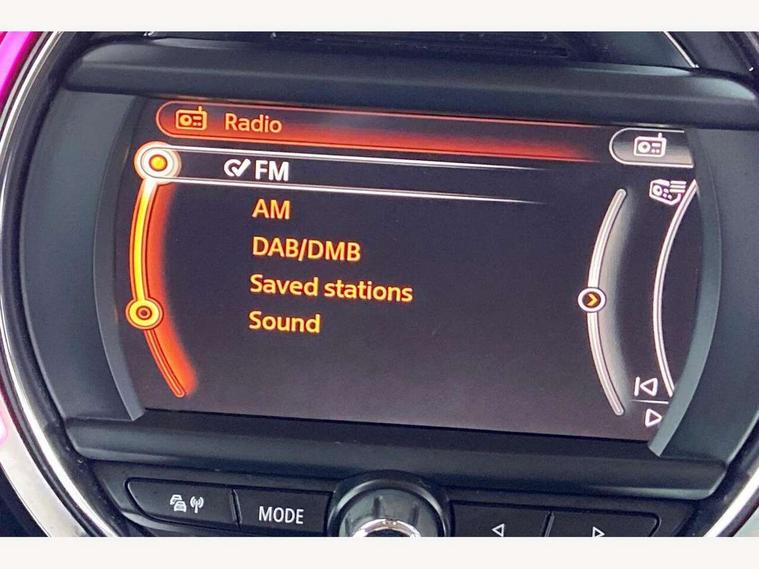 Radio
FM
AM
DAB/DMB
Saved stations
Sound
MODE